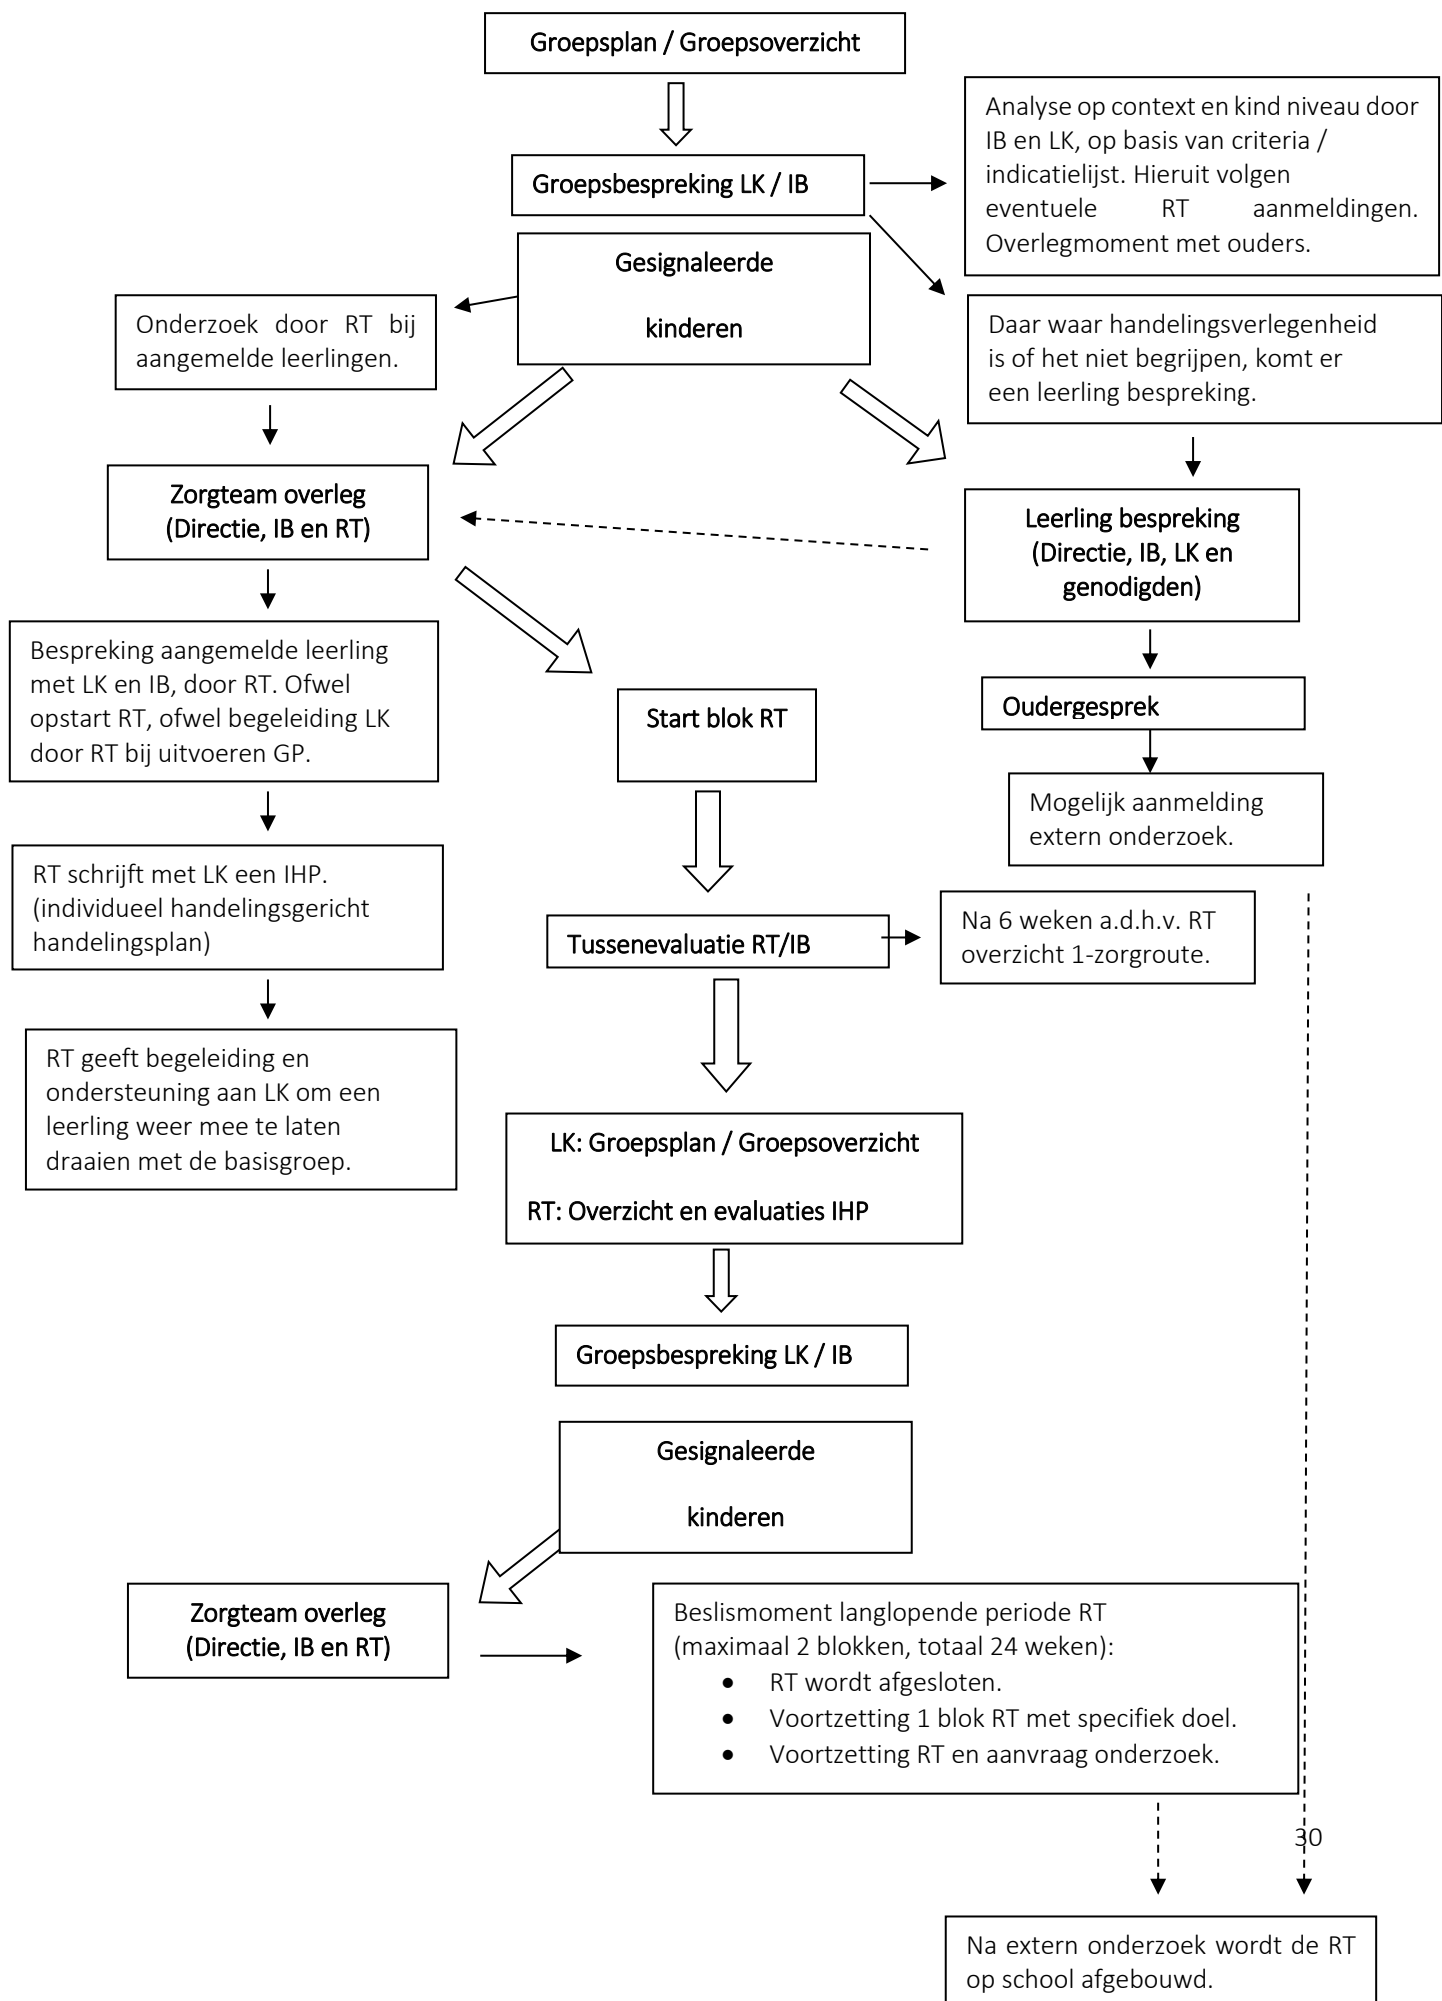 Groepsplan / Groepsoverzicht
Analyse op context en kind niveau door
IB en LK, op basis van criteria /
indicatielijst. Hieruit volgen
eventuele RT aanmeldingen.
Overlegmoment met ouders.
Groepsbespreking LK / IB
Gesignaleerde
kinderen
Onderzoek door RT bij
aangemelde leerlingen.
Daar waar handelingsverlegenheid
is of het niet begrijpen, komt er
een leerling bespreking.
Zorgteam overleg
(Directie, IB en RT)
Leerling bespreking
(Directie, IB, LK en
genodigden)
Bespreking aangemelde leerling
met LK en IB, door RT. Ofwel
opstart RT, ofwel begeleiding LK
door RT bij uitvoeren GP.
Start blok RT
Oudergesprek
Mogelijk aanmelding
extern onderzoek.
RT schrijft met LK een IHP.
(individueel handelingsgericht
handelingsplan)
Tussenevaluatie RT/IB
Na 6 weken a.d.h.v. RT
overzicht 1-zorgroute.
RT geeft begeleiding en
ondersteuning aan LK om een
leerling weer mee te laten
draaien met de basisgroep.
LK: Groepsplan / Groepsoverzicht
RT: Overzicht en evaluaties IHP
Groepsbespreking LK / IB
Gesignaleerde
kinderen
Zorgteam overleg
(Directie, IB en RT)
Beslismoment langlopende periode RT
(maximaal 2 blokken, totaal 24 weken):
• RT wordt afgesloten.
• Voortzetting 1 blok RT met specifiek doel.
• Voortzetting RT en aanvraag onderzoek.
30
Na extern onderzoek wordt de RT
op school afgebouwd.